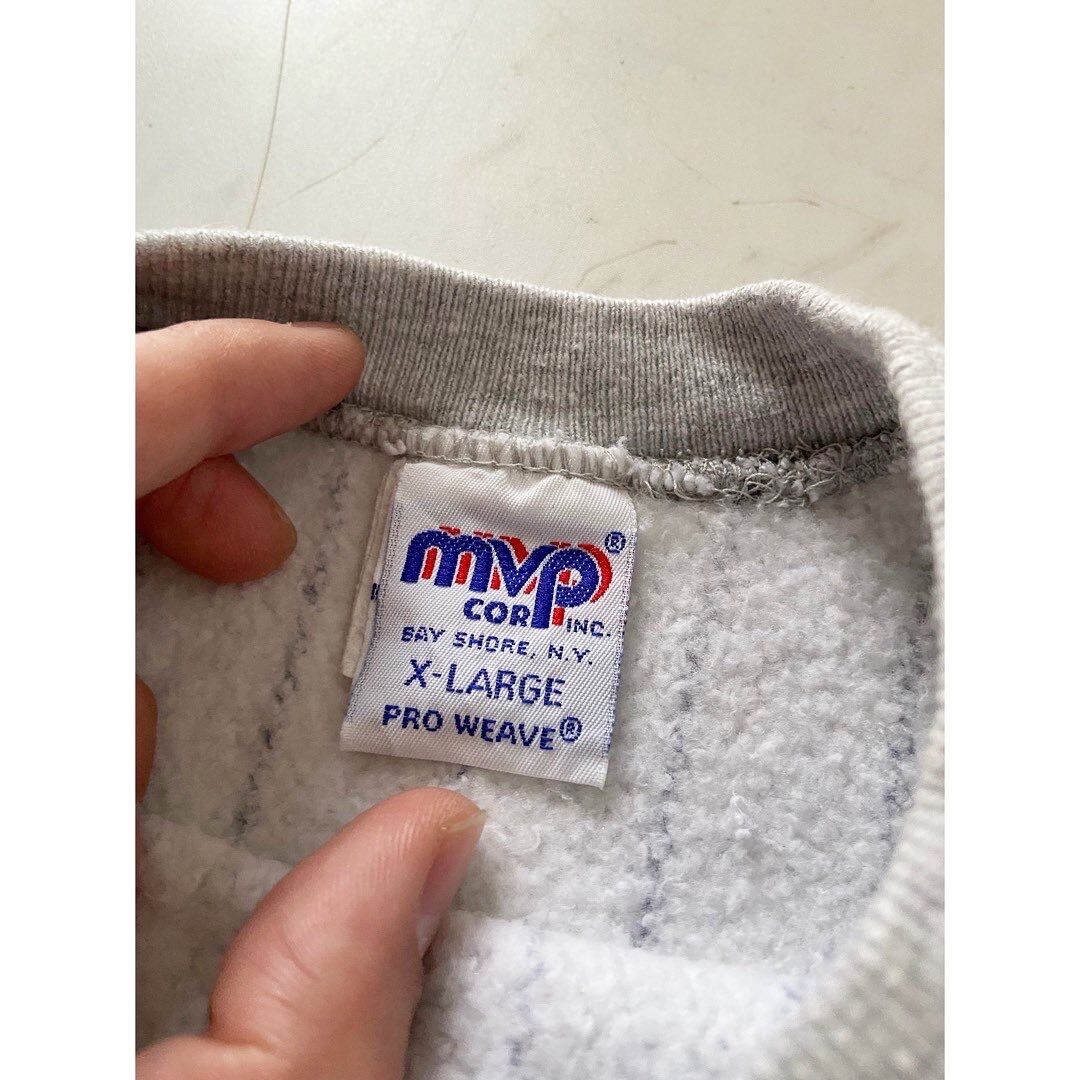 mvp®
CORP INC.
BAY SHORE, N.Y.
X-LARGE
PRO WEAVE®